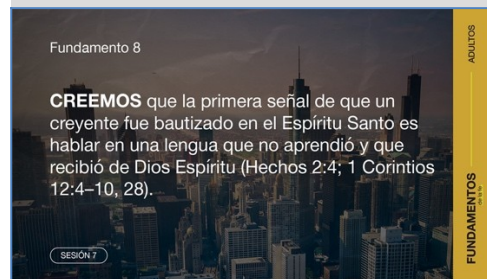 Fundamento 8
CREEMOS que la primera señal de que un
creyente fue bautizado en el Espíritu Santo es
hablar en una lengua que no aprendió y que
recibió de Dios Espíritu (Hechos 2:4; 1 Corintios
12:4–10, 28).
SESIÓN 7
ADULTOS
FUNDAMENTOS
de la fe